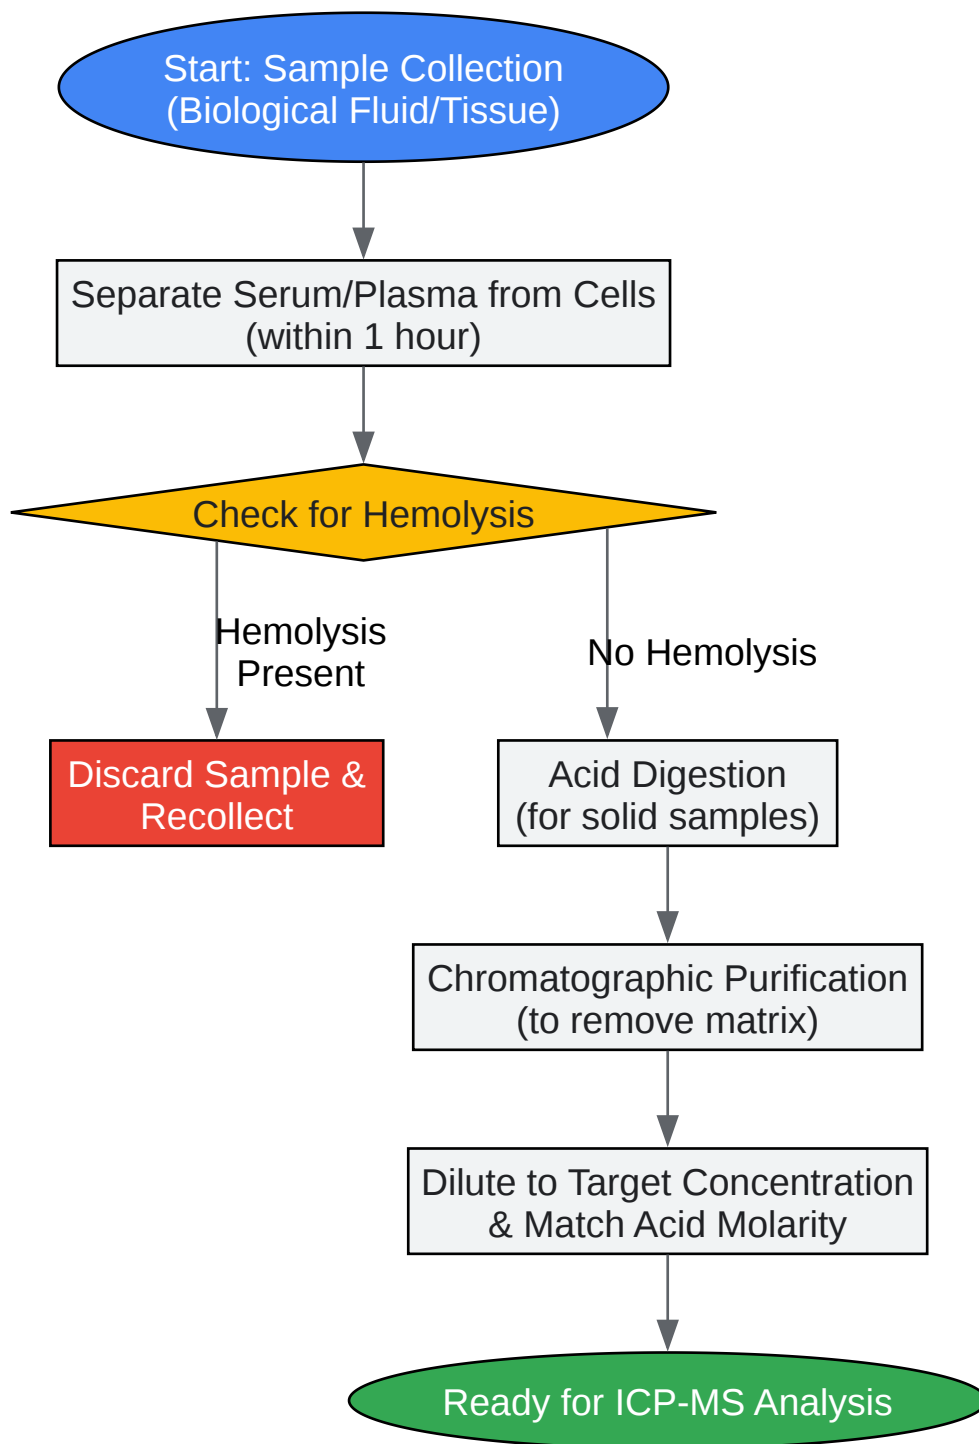 Start: Sample Collection
(Biological Fluid/Tissue)
Separate Serum/Plasma from Cells
(within 1 hour)
Check for Hemolysis
Hemolysis
Present
No Hemolysis
Discard Sample &
Recollect
Acid Digestion
(for solid samples)
Chromatographic Purification
(to remove matrix)
Dilute to Target Concentration
& Match Acid Molarity
Ready for ICP-MS Analysis